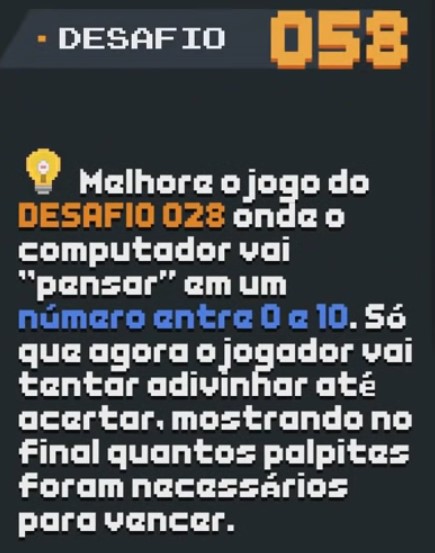 DESAFIO 058
Melhore o jogo do
DESAFIO 028 onde o
computador vai
“pensar” em um
número entre 0 e 10. Só
que agora o jogador vai
tentar adivinhar até
acertar, mostrando no
final quantos palpites
foram necessários
para vencer.